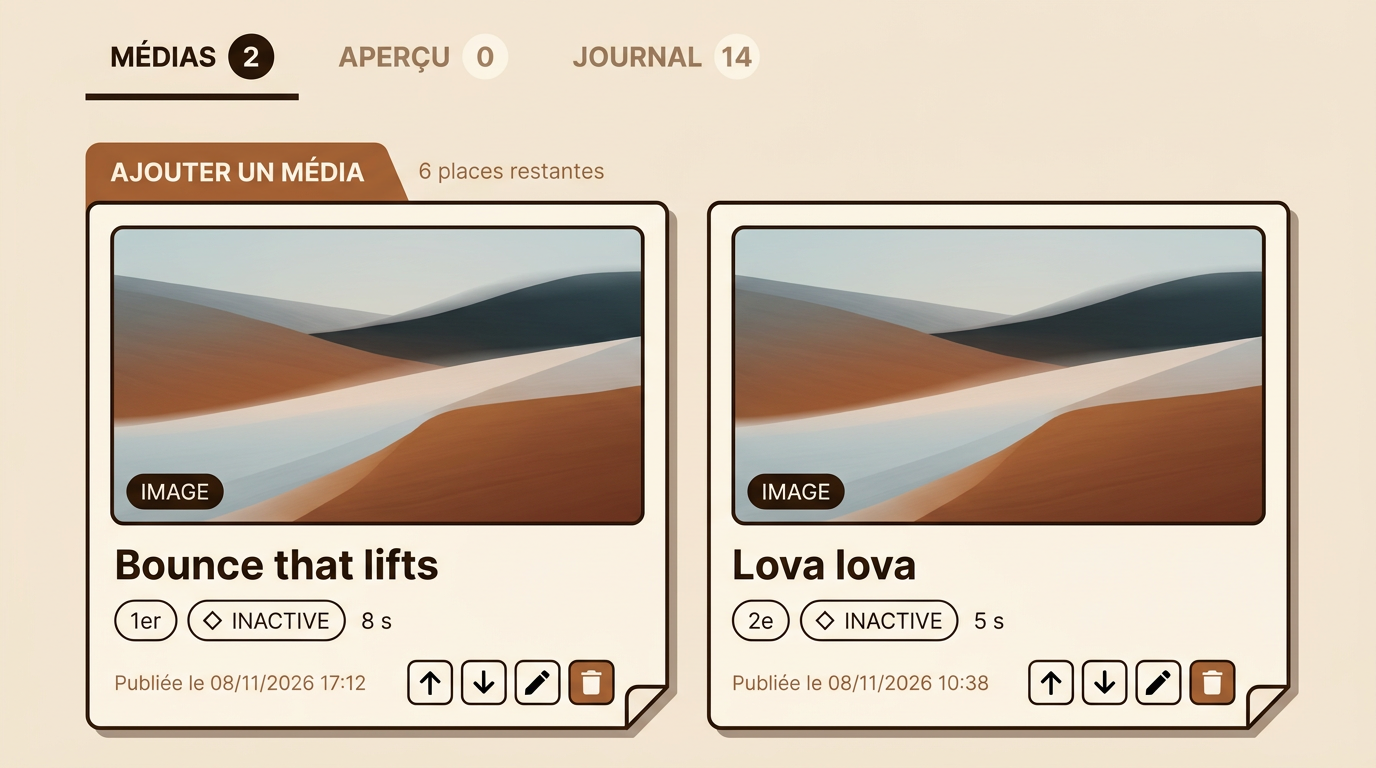 MÉDIAS 2 APERÇU 0 JOURNAL 14
AJOUTER UN MÉDIA 6 places restantes
IMAGE
Bounce that lifts
1er INACTIVE 8 s
Publiée le 08/11/2026 17:12
IMAGE
Lova lova
2e INACTIVE 5 s
Publiée le 08/11/2026 10:38